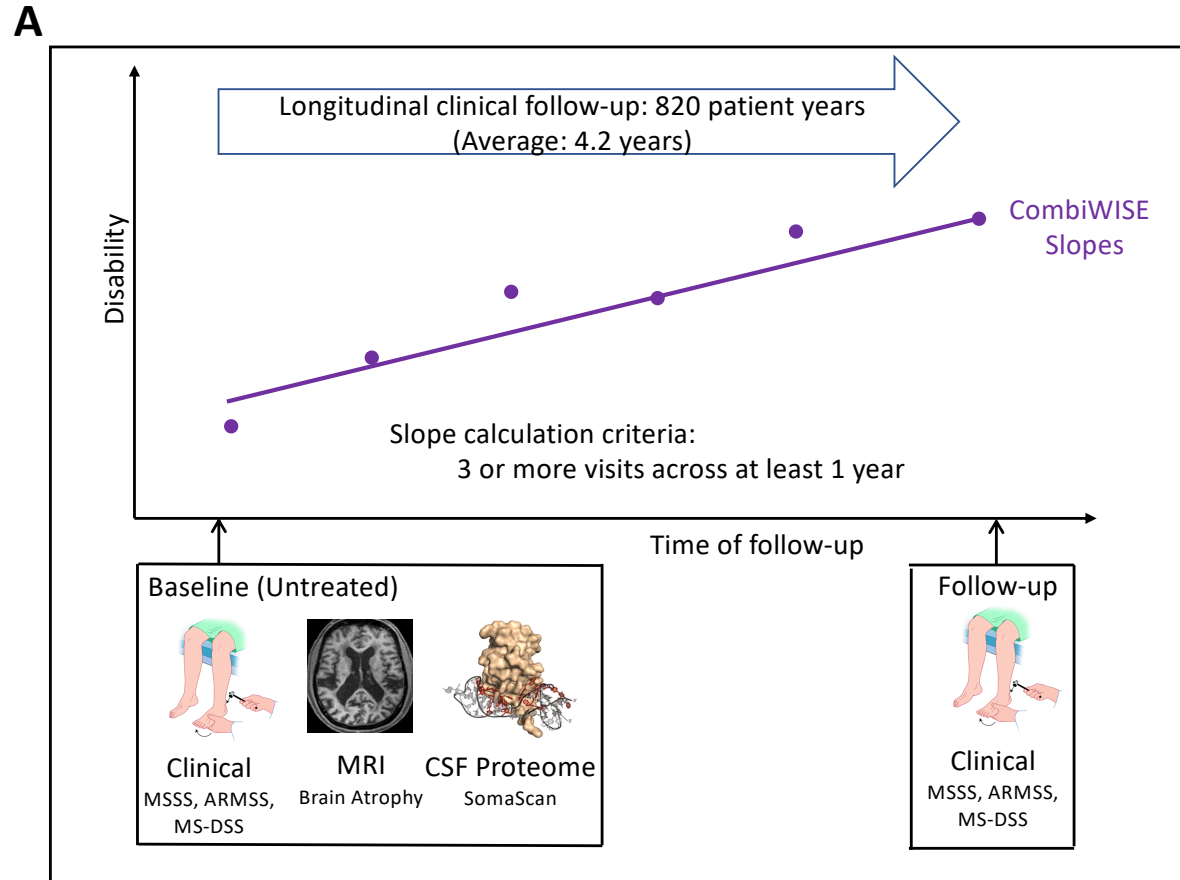 A
Longitudinal clinical follow-up: 820 patient years
(Average: 4.2 years)
Disability
CombiWISE
Slopes
Slope calculation criteria:
3 or more visits across at least 1 year
Time of follow-up
Baseline (Untreated)
Clinical
MSSS, ARMSS,
MS-DSS
MRI
Brain Atrophy
CSF Proteome
SomaScan
Follow-up
Clinical
MSSS, ARMSS,
MS-DSS